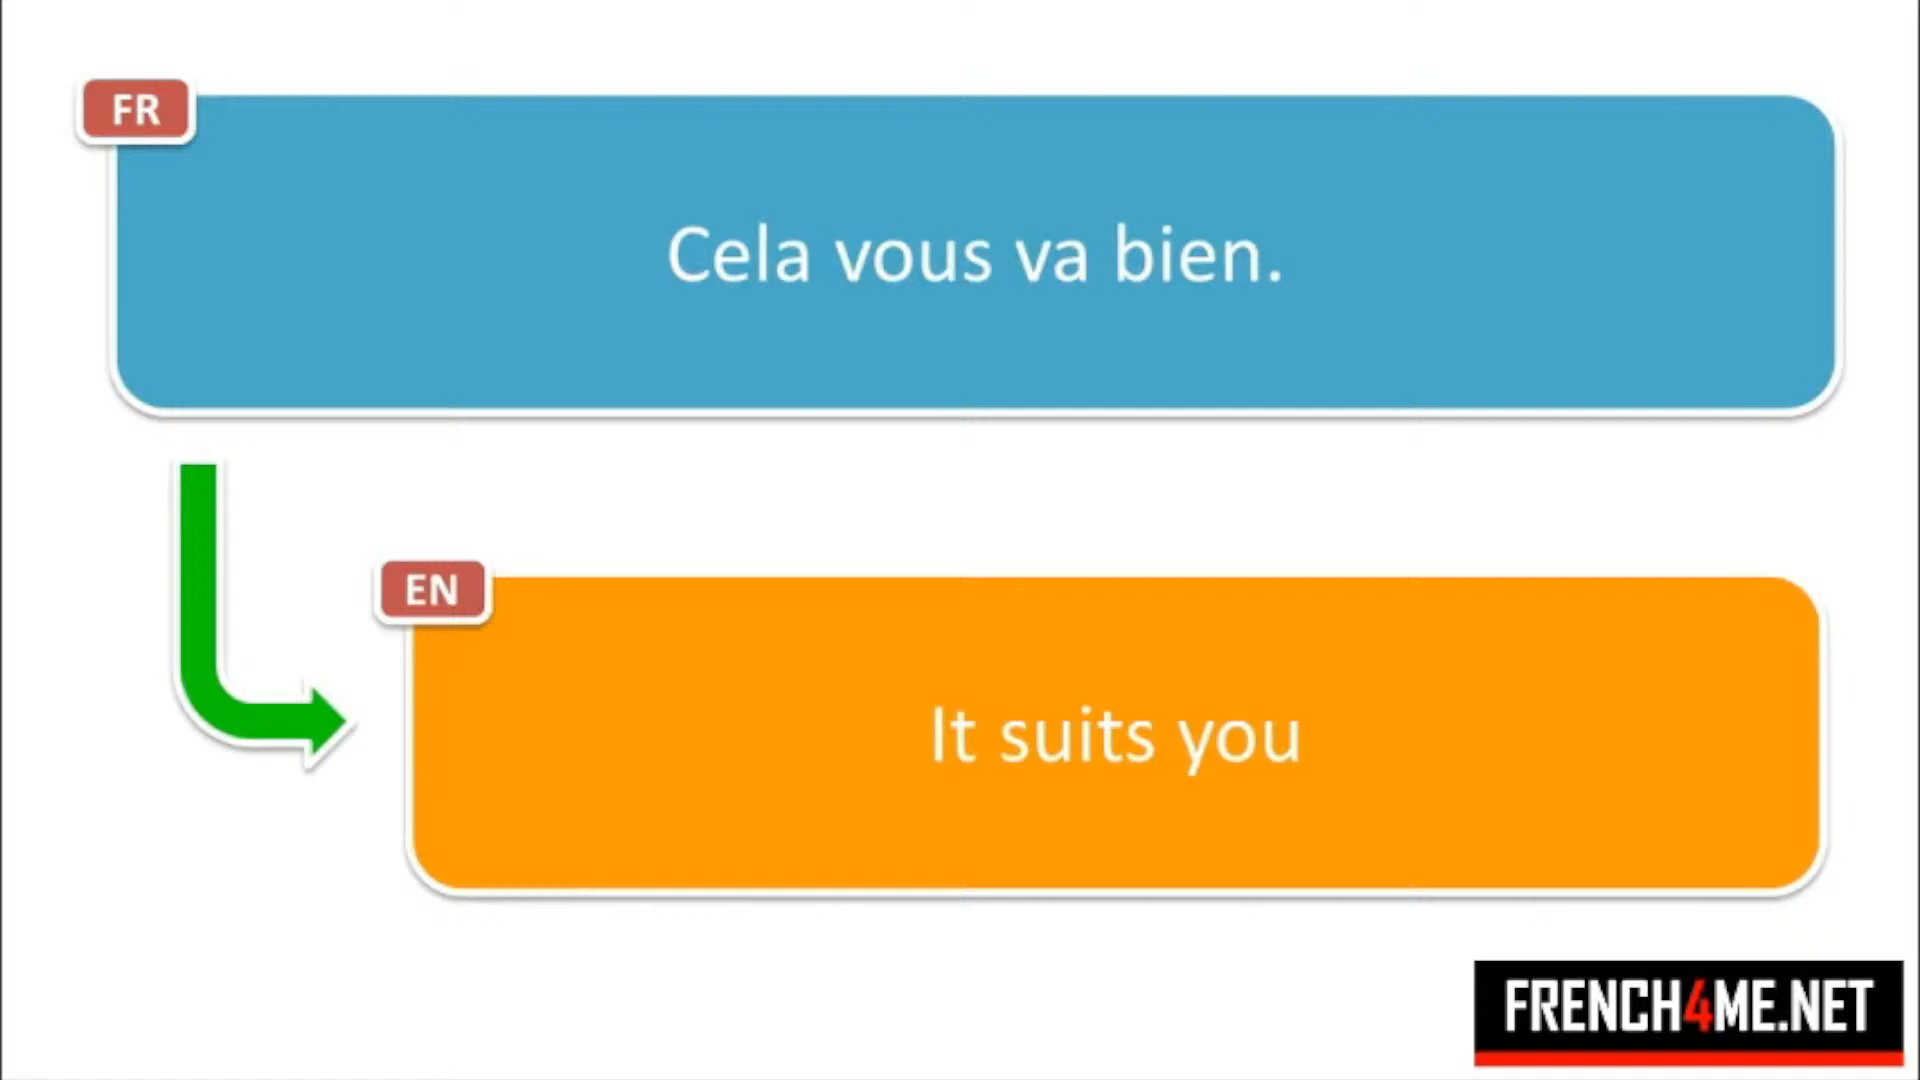 FR
Cela vous va bien.
EN
It suits you
FRENCH4ME.NET